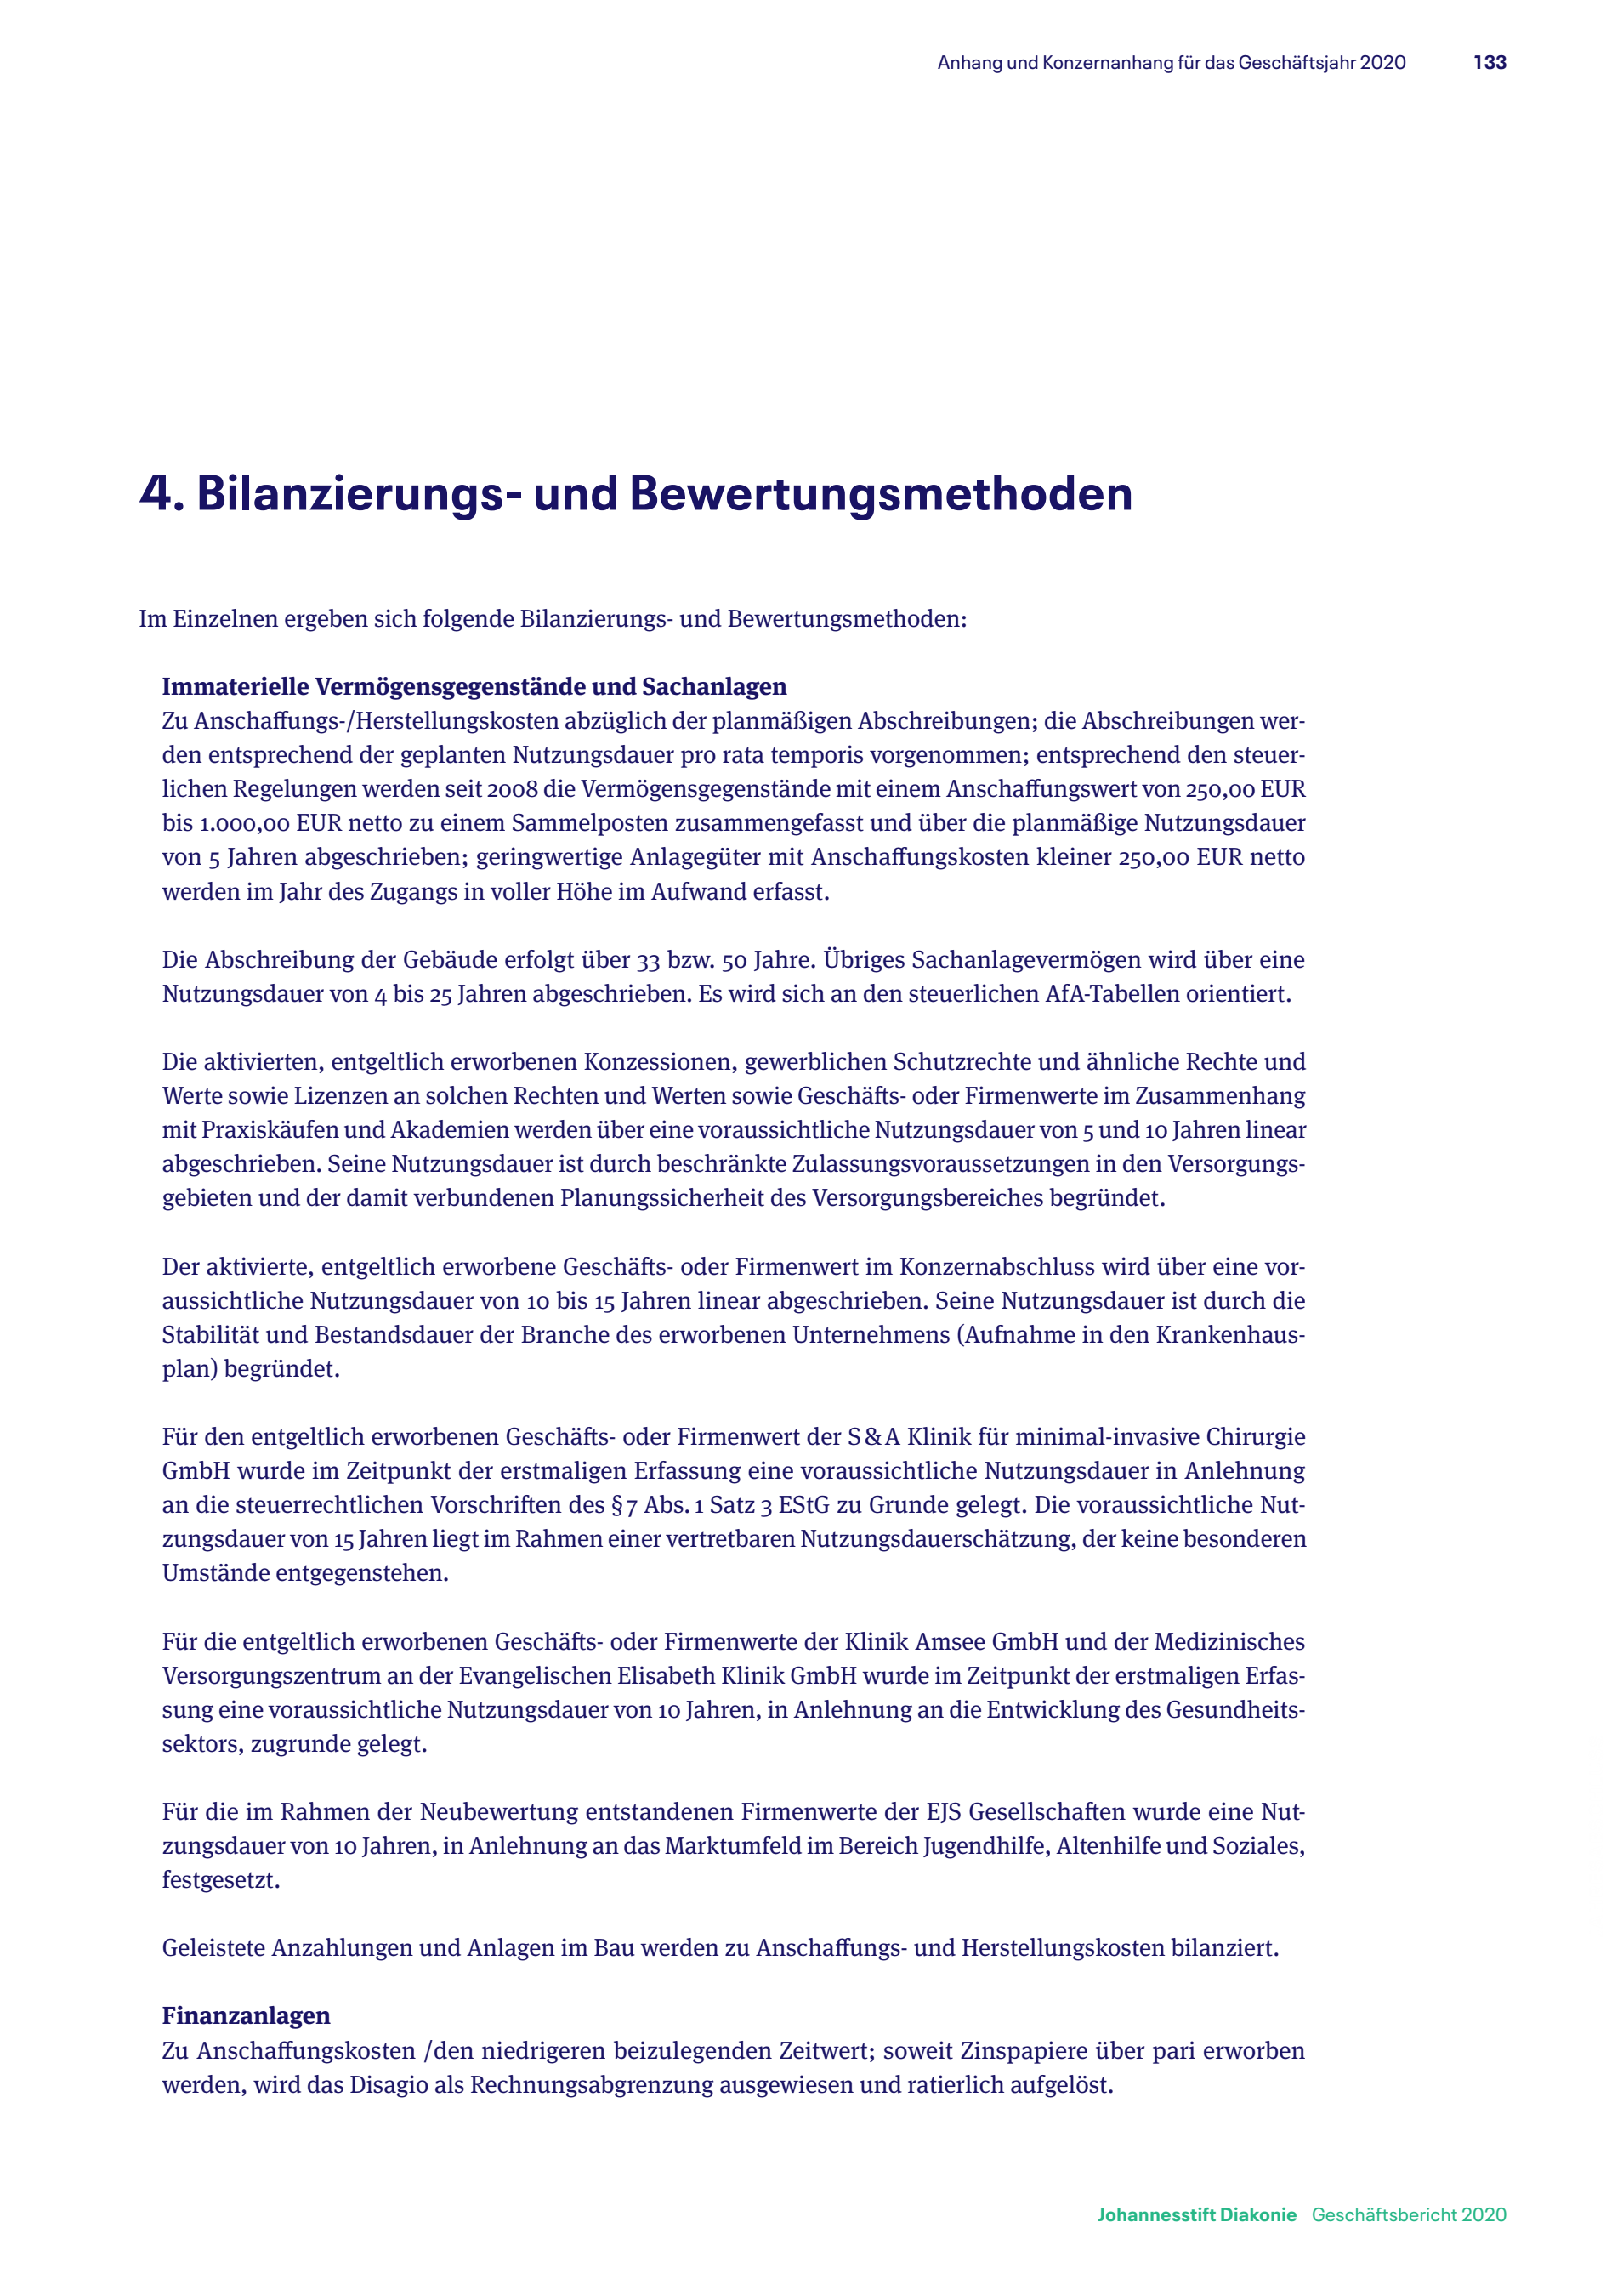 Anhang und Konzernanhang für das Geschäftsjahr 2020 133
4. Bilanzierungs- und Bewertungsmethoden
Im Einzelnen ergeben sich folgende Bilanzierungs- und Bewertungsmethoden:
Immaterielle Vermögensgegenstände und Sachanlagen
Zu Anschaffungs-/Herstellungskosten abzüglich der planmäßigen Abschreibungen; die Abschreibungen wer-
den entsprechend der geplanten Nutzungsdauer pro rata temporis vorgenommen; entsprechend den steuer-
lichen Regelungen werden seit 2008 die Vermögensgegenstände mit einem Anschaffungswert von 250,00 EUR
bis 1.000,00 EUR netto zu einem Sammelposten zusammengefasst und über die planmäßige Nutzungsdauer
von 5 Jahren abgeschrieben; geringwertige Anlagegüter mit Anschaffungskosten kleiner 250,00 EUR netto
werden im Jahr des Zugangs in voller Höhe im Aufwand erfasst.
Die Abschreibung der Gebäude erfolgt über 33 bzw. 50 Jahre. Übriges Sachanlagevermögen wird über eine
Nutzungsdauer von 4 bis 25 Jahren abgeschrieben. Es wird sich an den steuerlichen AfA-Tabellen orientiert.
Die aktivierten, entgeltlich erworbenen Konzessionen, gewerblichen Schutzrechte und ähnliche Rechte und
Werte sowie Lizenzen an solchen Rechten und Werten sowie Geschäfts- oder Firmenwerte im Zusammenhang
mit Praxiskäufen und Akademien werden über eine voraussichtliche Nutzungsdauer von 5 und 10 Jahren linear
abgeschrieben. Seine Nutzungsdauer ist durch beschränkte Zulassungsvoraussetzungen in den Versorgungs-
gebieten und der damit verbundenen Planungssicherheit des Versorgungsbereiches begründet.
Der aktivierte, entgeltlich erworbene Geschäfts- oder Firmenwert im Konzernabschluss wird über eine vor-
aussichtliche Nutzungsdauer von 10 bis 15 Jahren linear abgeschrieben. Seine Nutzungsdauer ist durch die
Stabilität und Bestandsdauer der Branche des erworbenen Unternehmens (Aufnahme in den Krankenhaus-
plan) begründet.
Für den entgeltlich erworbenen Geschäfts- oder Firmenwert der S & A Klinik für minimal-invasive Chirurgie
GmbH wurde im Zeitpunkt der erstmaligen Erfassung eine voraussichtliche Nutzungsdauer in Anlehnung
an die steuerrechtlichen Vorschriften des § 7 Abs. 1 Satz 3 EStG zu Grunde gelegt. Die voraussichtliche Nut-
zungsdauer von 15 Jahren liegt im Rahmen einer vertretbaren Nutzungsdauerschätzung, der keine besonderen
Umstände entgegenstehen.
Für die entgeltlich erworbenen Geschäfts- oder Firmenwerte der Klinik Amsee GmbH und der Medizinisches
Versorgungszentrum an der Evangelischen Elisabeth Klinik GmbH wurde im Zeitpunkt der erstmaligen Erfas-
sung eine voraussichtliche Nutzungsdauer von 10 Jahren, in Anlehnung an die Entwicklung des Gesundheits-
sektors, zugrunde gelegt.
Für die im Rahmen der Neubewertung entstandenen Firmenwerte der EJS Gesellschaften wurde eine Nut-
zungsdauer von 10 Jahren, in Anlehnung an das Marktumfeld im Bereich Jugendhilfe, Altenhilfe und Soziales,
festgesetzt.
Geleistete Anzahlungen und Anlagen im Bau werden zu Anschaffungs- und Herstellungskosten bilanziert.
Finanzanlagen
Zu Anschaffungskosten /den niedrigeren beizulegenden Zeitwert; soweit Zinspapiere über pari erworben
werden, wird das Disagio als Rechnungsabgrenzung ausgewiesen und ratierlich aufgelöst.
Johannesstift Diakonie Geschäftsbericht 2020